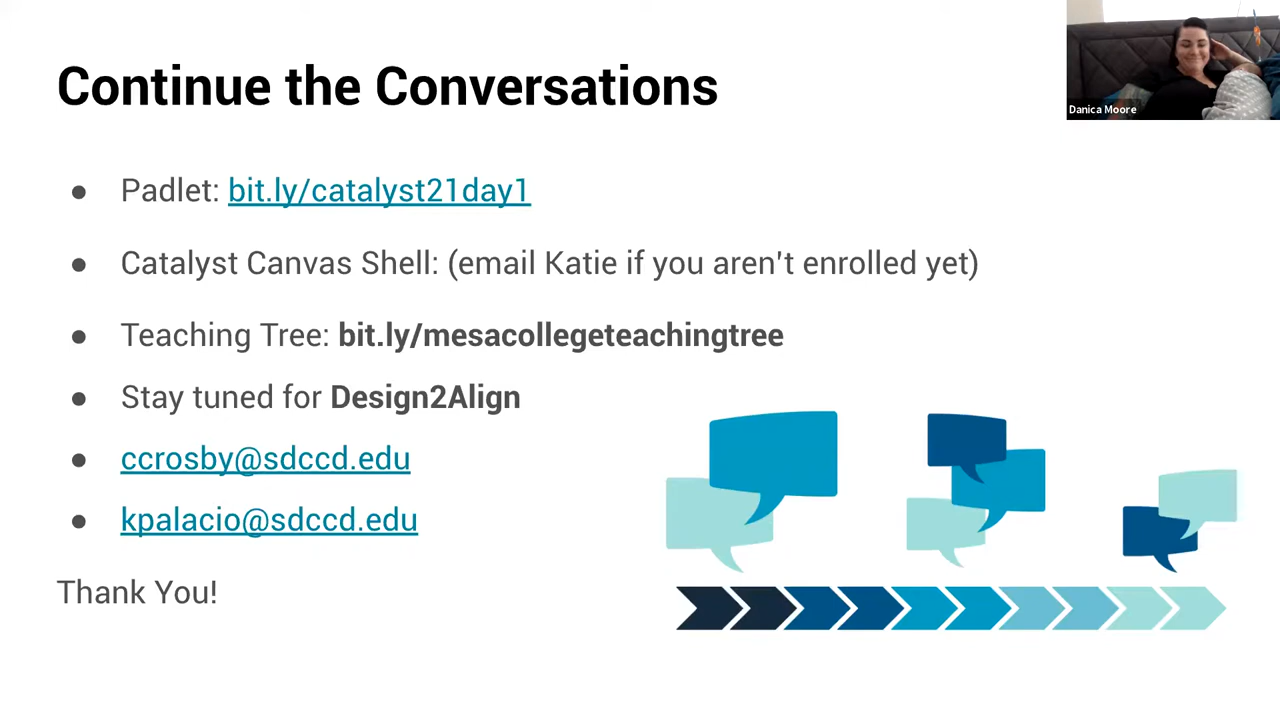 Continue the Conversations
Danica Moore
● Padlet: bit.ly/catalyst21day1
● Catalyst Canvas Shell: (email Katie if you aren't enrolled yet)
● Teaching Tree: bit.ly/mesacollegeteachingtree
● Stay tuned for Design2Align
● ccrosby@sdccd.edu
● kpalacio@sdccd.edu
Thank You!